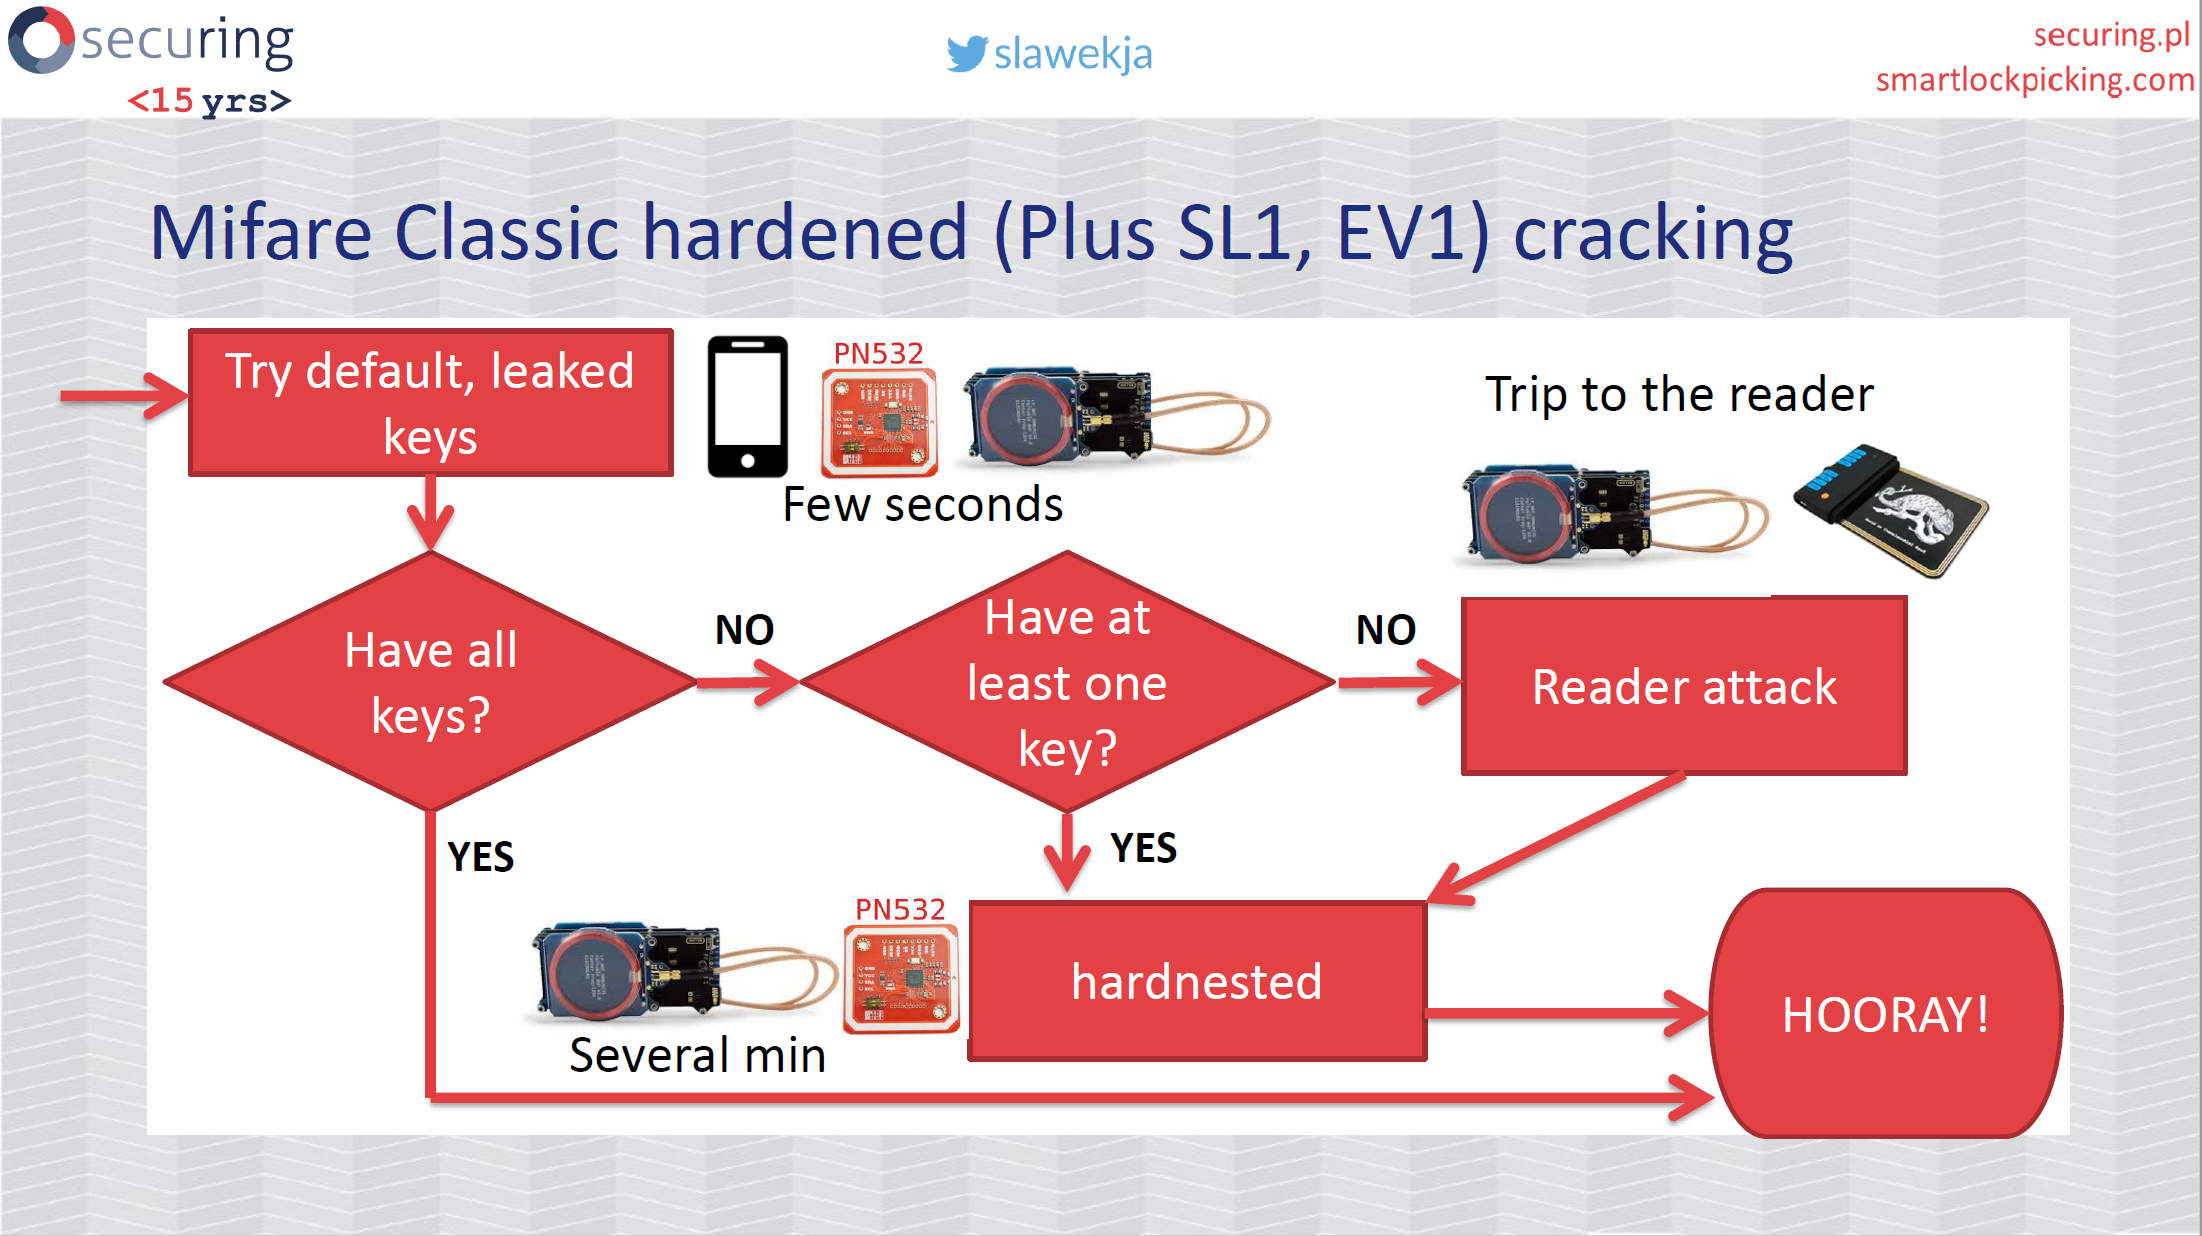 securing
<15 yrs>
slawekja
securing.pl
smartlockpicking.com
Mifare Classic hardened (Plus SL1, EV1) cracking
Try default, leaked
keys
PN532
Few seconds
Trip to the reader
Have all
keys?
NO
Have at
least one
key?
NO
Reader attack
YES
YES
PN532
Several min
hardnested
HOORAY!